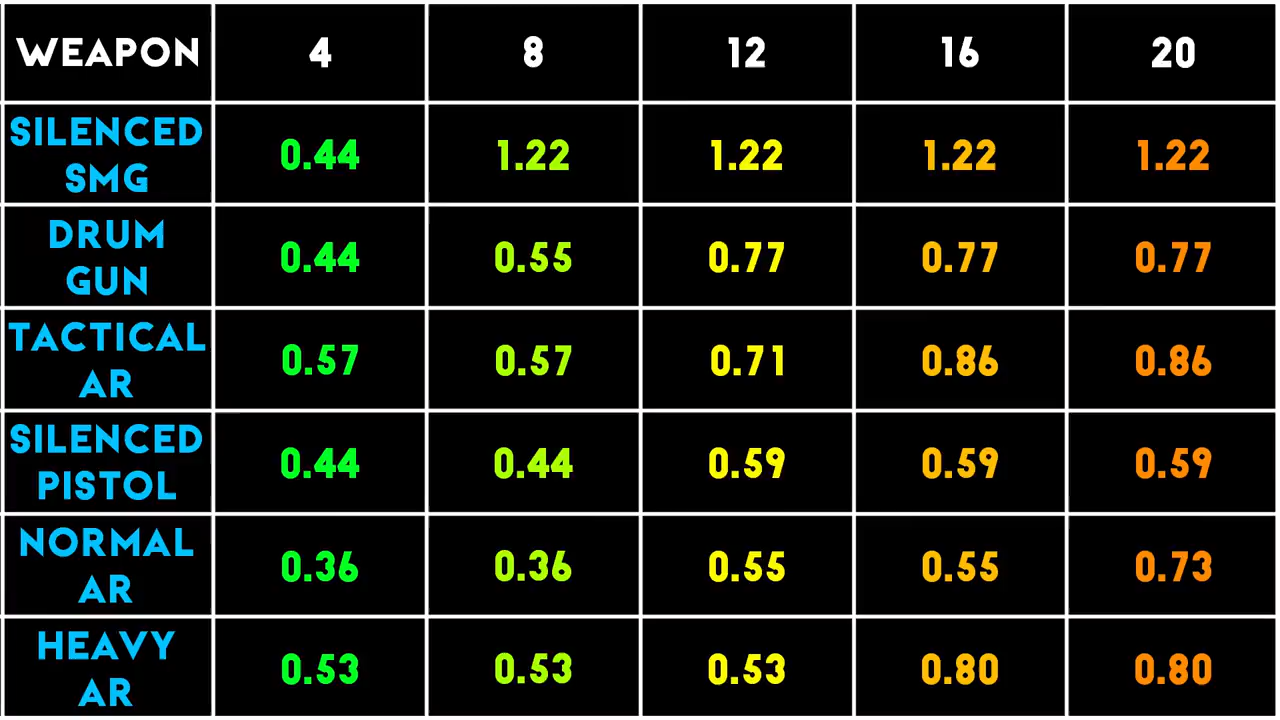 WEAPON 4 8 12 16 20
SILENCED
SMG 0.44 1.22 1.22 1.22 1.22
DRUM
GUN 0.44 0.55 0.77 0.77 0.77
TACTICAL
AR 0.57 0.57 0.71 0.86 0.86
SILENCED
PISTOL 0.44 0.44 0.59 0.59 0.59
NORMAL
AR 0.36 0.36 0.55 0.55 0.73
HEAVY
AR 0.53 0.53 0.53 0.80 0.80